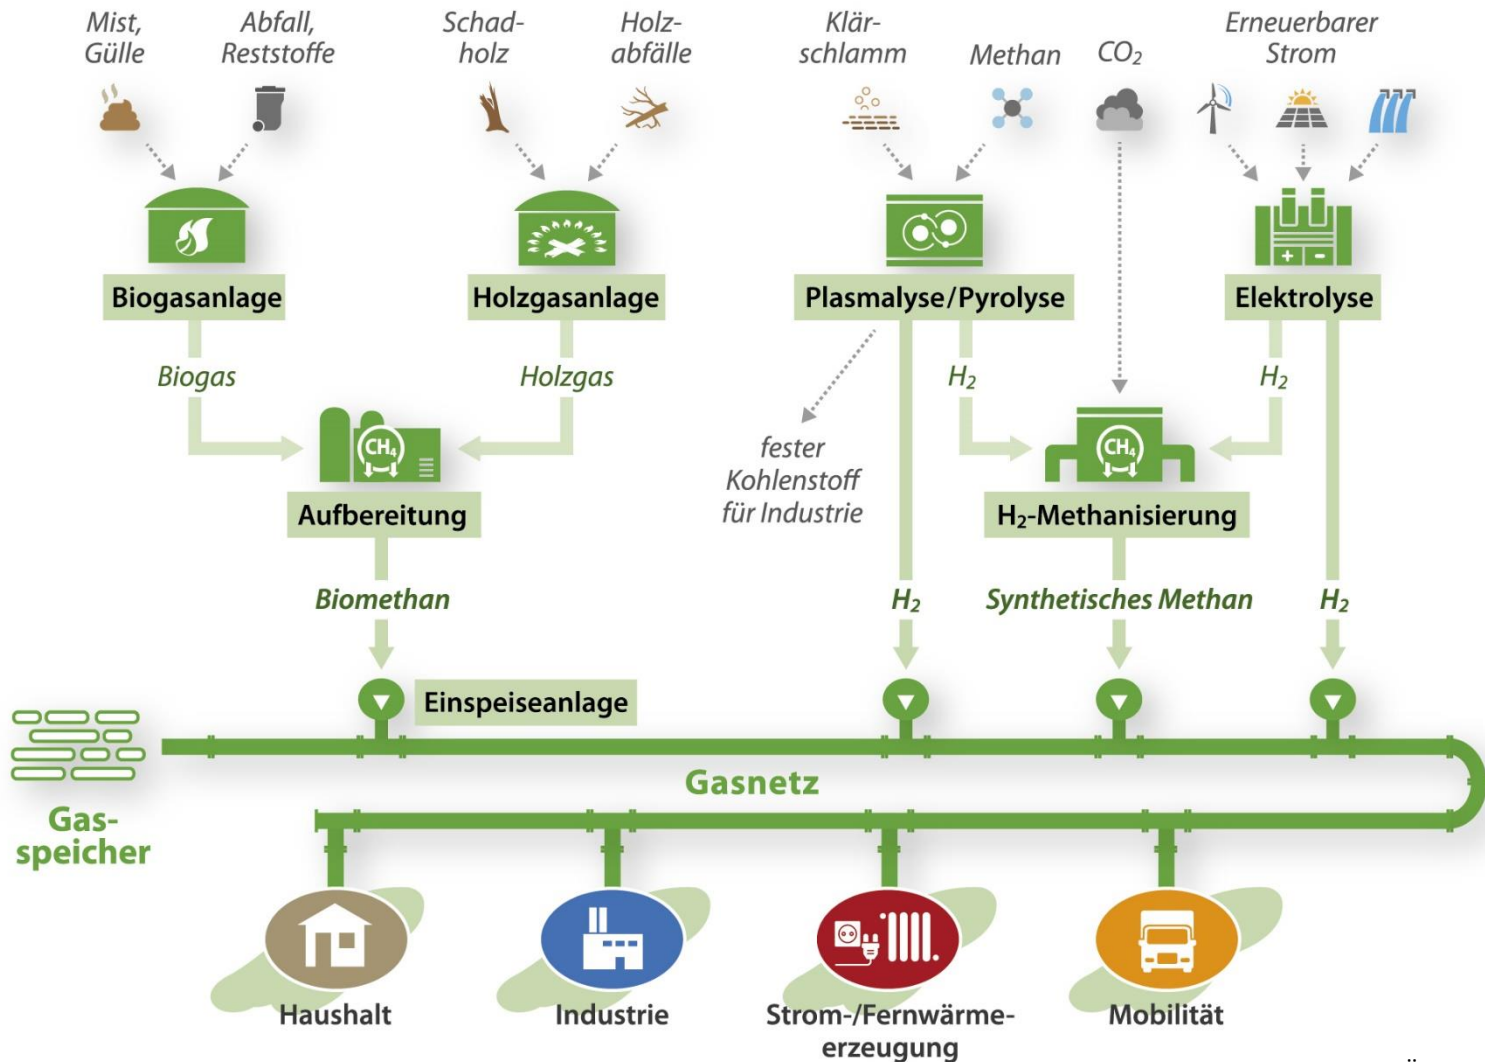 Mist,
Gülle
Abfall,
Reststoffe
Schad-
holz
Holz-
abfälle
Klär-
schlamm
Methan
CO₂
Erneuerbarer
Strom
Biogasanlage
Holzgasanlage
Plasmalyse/Pyrolyse
+ -
Elektrolyse
Biogas
Holzgas
H₂
H₂
CH₄
CH₄
fester
Kohlenstoff
für Industrie
Aufbereitung
H₂-Methanisierung
Biomethan
H₂
Synthetisches Methan
H₂
Einspeiseanlage
Gasnetz
Gas-
speicher
Haushalt
Industrie
Strom-/Fernwärme-
erzeugung
Mobilität